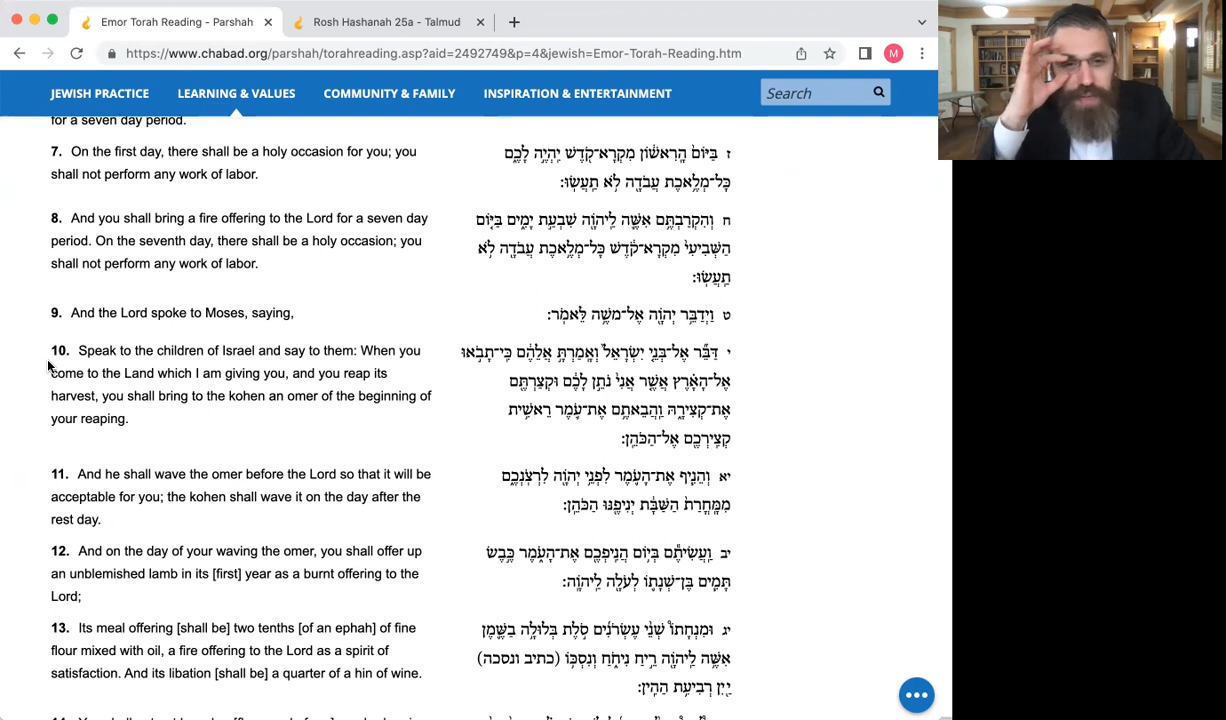 Emor Torah Reading - Parshah
Rosh Hashanah 25a - Talmud
https://www.chabad.org/parshah/torahreading.asp?aid=2492749&p=4&jewish=Emor-Torah-Reading.htm
M
JEWISH PRACTICE
LEARNING & VALUES
COMMUNITY & FAMILY
INSPIRATION & ENTERTAINMENT
Search
for a seven day period.
7. On the first day, there shall be a holy occasion for you; you
shall not perform any work of labor.
ז בַּיּוֹם֙ הָֽרִאשׁ֔וֹן מִקְרָא־קֹ֖דֶשׁ יִֽהְיֶ֣ה לָכֶ֑ם
כָּל־מְלֶ֥אכֶת עֲבֹדָ֖ה לֹ֥א תַֽעֲשֽׂוּ:
8. And you shall bring a fire offering to the Lord for a seven day
period. On the seventh day, there shall be a holy occasion; you
shall not perform any work of labor.
ח וְהִקְרַבְתֶּ֥ם אִשֶּׁ֛ה לַֽיהֹוָ֖ה שִׁבְעַ֣ת יָמִ֑ים בַּיּ֤וֹם
הַשְּׁבִיעִי֙ מִקְרָא־קֹ֔דֶשׁ כָּל־מְלֶ֥אכֶת עֲבֹדָ֖ה לֹ֥א
תַֽעֲשֽׂוּ:
9. And the Lord spoke to Moses, saying,
ט וַיְדַבֵּ֥ר יְהֹוָ֖ה אֶל־משֶׁ֥ה לֵּאמֹֽר:
10. Speak to the children of Israel and say to them: When you
come to the Land which I am giving you, and you reap its
harvest, you shall bring to the kohen an omer of the beginning of
your reaping.
י דַּבֵּ֞ר אֶל־בְּנֵ֤י יִשְׂרָאֵל֙ וְאָֽמַרְתָּ֣ אֲלֵהֶ֔ם כִּֽי־תָבֹ֣אוּ
אֶל־הָאָ֗רֶץ אֲשֶׁ֤ר אֲנִי֙ נֹתֵ֣ן לָכֶ֔ם וּקְצַרְתֶּ֖ם
אֶת־קְצִירָ֑הּ וַֽהֲבֵאתֶ֥ם אֶת־עֹ֛מֶר רֵאשִׁ֥ית
קְצִֽירְכֶ֖ם אֶל־הַכֹּהֵֽן:
11. And he shall wave the omer before the Lord so that it will be
acceptable for you; the kohen shall wave it on the day after the
rest day.
יא וְהֵנִ֧יף אֶת־הָעֹ֛מֶר לִפְנֵ֥י יְהֹוָ֖ה לִרְצֹֽנְכֶ֑ם
מִמָּֽחֳרַת֙ הַשַּׁבָּ֔ת יְנִיפֶ֖נּוּ הַכֹּהֵֽן:
12. And on the day of your waving the omer, you shall offer up
an unblemished lamb in its [first] year as a burnt offering to the
Lord;
יב וַֽעֲשִׂיתֶ֕ם בְּי֥וֹם הֲנִֽיפְכֶ֖ם אֶת־הָעֹ֑מֶר כֶּ֣בֶשׂ
תָּמִ֧ים בֶּן־שְׁנָת֛וֹ לְעֹלָ֖ה לַֽיהֹוָֽה:
13. Its meal offering [shall be] two tenths [of an ephah] of fine
flour mixed with oil, a fire offering to the Lord as a spirit of
satisfaction. And its libation [shall be] a quarter of a hin of wine.
יג וּמִנְחָתוֹ֩ שְׁנֵ֨י עֶשְׂרֹנִ֜ים סֹ֣לֶת בְּלוּלָ֥ה בַשֶּׁ֛מֶן
אִשֶּׁ֥ה לַֽיהֹוָ֖ה רֵ֣יחַ נִיחֹ֑חַ וְנִסְכּ֥וֹ (כתיב ונסכה)
יַ֖יִן רְבִיעִ֥ת הַהִֽין: